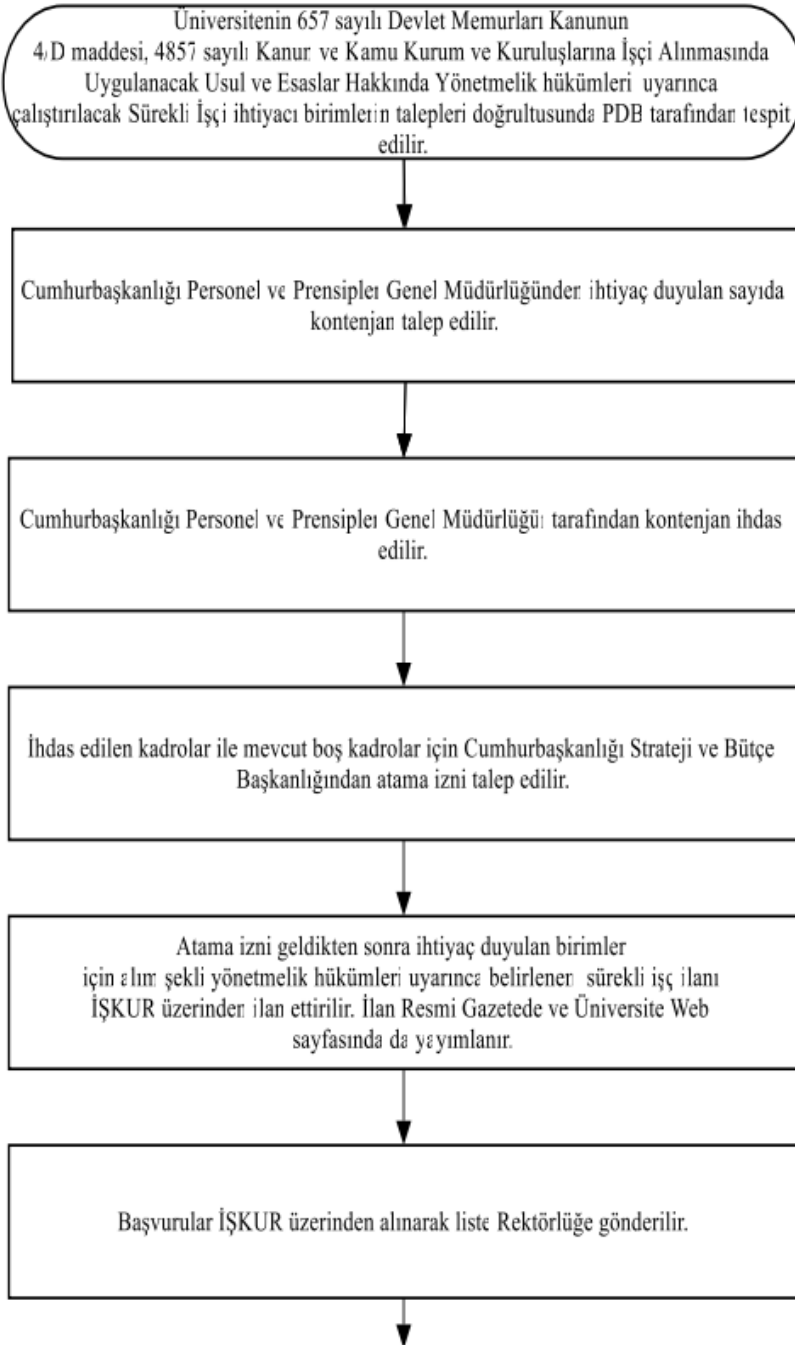 Üniversitenin 657 sayılı Devlet Memurları Kanunun
4/D maddesi, 4857 sayılı Kanun ve Kamu Kurum ve Kuruluşlarına İşçi Alınmasında
Uygulanacak Usul ve Esaslar Hakkında Yönetmelik hükümleri uyarınca
çalıştırılacak Sürekli İşçi ihtiyacı birimlerin talepleri doğrultusunda PDB tarafından tespit
edilir.
Cumhurbaşkanlığı Personel ve Prensipler Genel Müdürlüğünden ihtiyaç duyulan sayıda
kontenjan talep edilir.
Cumhurbaşkanlığı Personel ve Prensipler Genel Müdürlüğü tarafından kontenjan ihdas
edilir.
İhdas edilen kadrolar ile mevcut boş kadrolar için Cumhurbaşkanlığı Strateji ve Bütçe
Başkanlığından atama izni talep edilir.
Atama izni geldikten sonra ihtiyaç duyulan birimler
için alım şekli yönetmelik hükümleri uyarınca belirlenen sürekli işç ilanı
İŞKUR üzerinden ilan ettirilir. İlan Resmi Gazetede ve Üniversite Web
sayfasında da yayımlanır.
Başvurular İŞKUR üzerinden alınarak liste Rektörlüğe gönderilir.